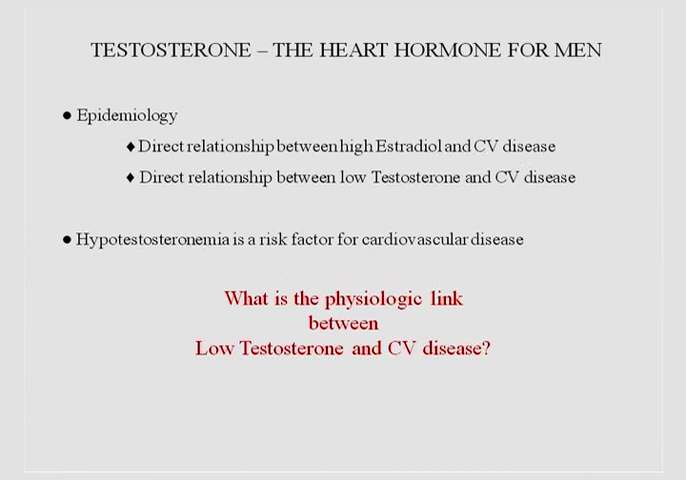 TESTOSTERONE – THE HEART HORMONE FOR MEN
● Epidemiology
♦ Direct relationship between high Estradiol and CV disease
♦ Direct relationship between low Testosterone and CV disease
● Hypotestosteronemia is a risk factor for cardiovascular disease
What is the physiologic link
between
Low Testosterone and CV disease?